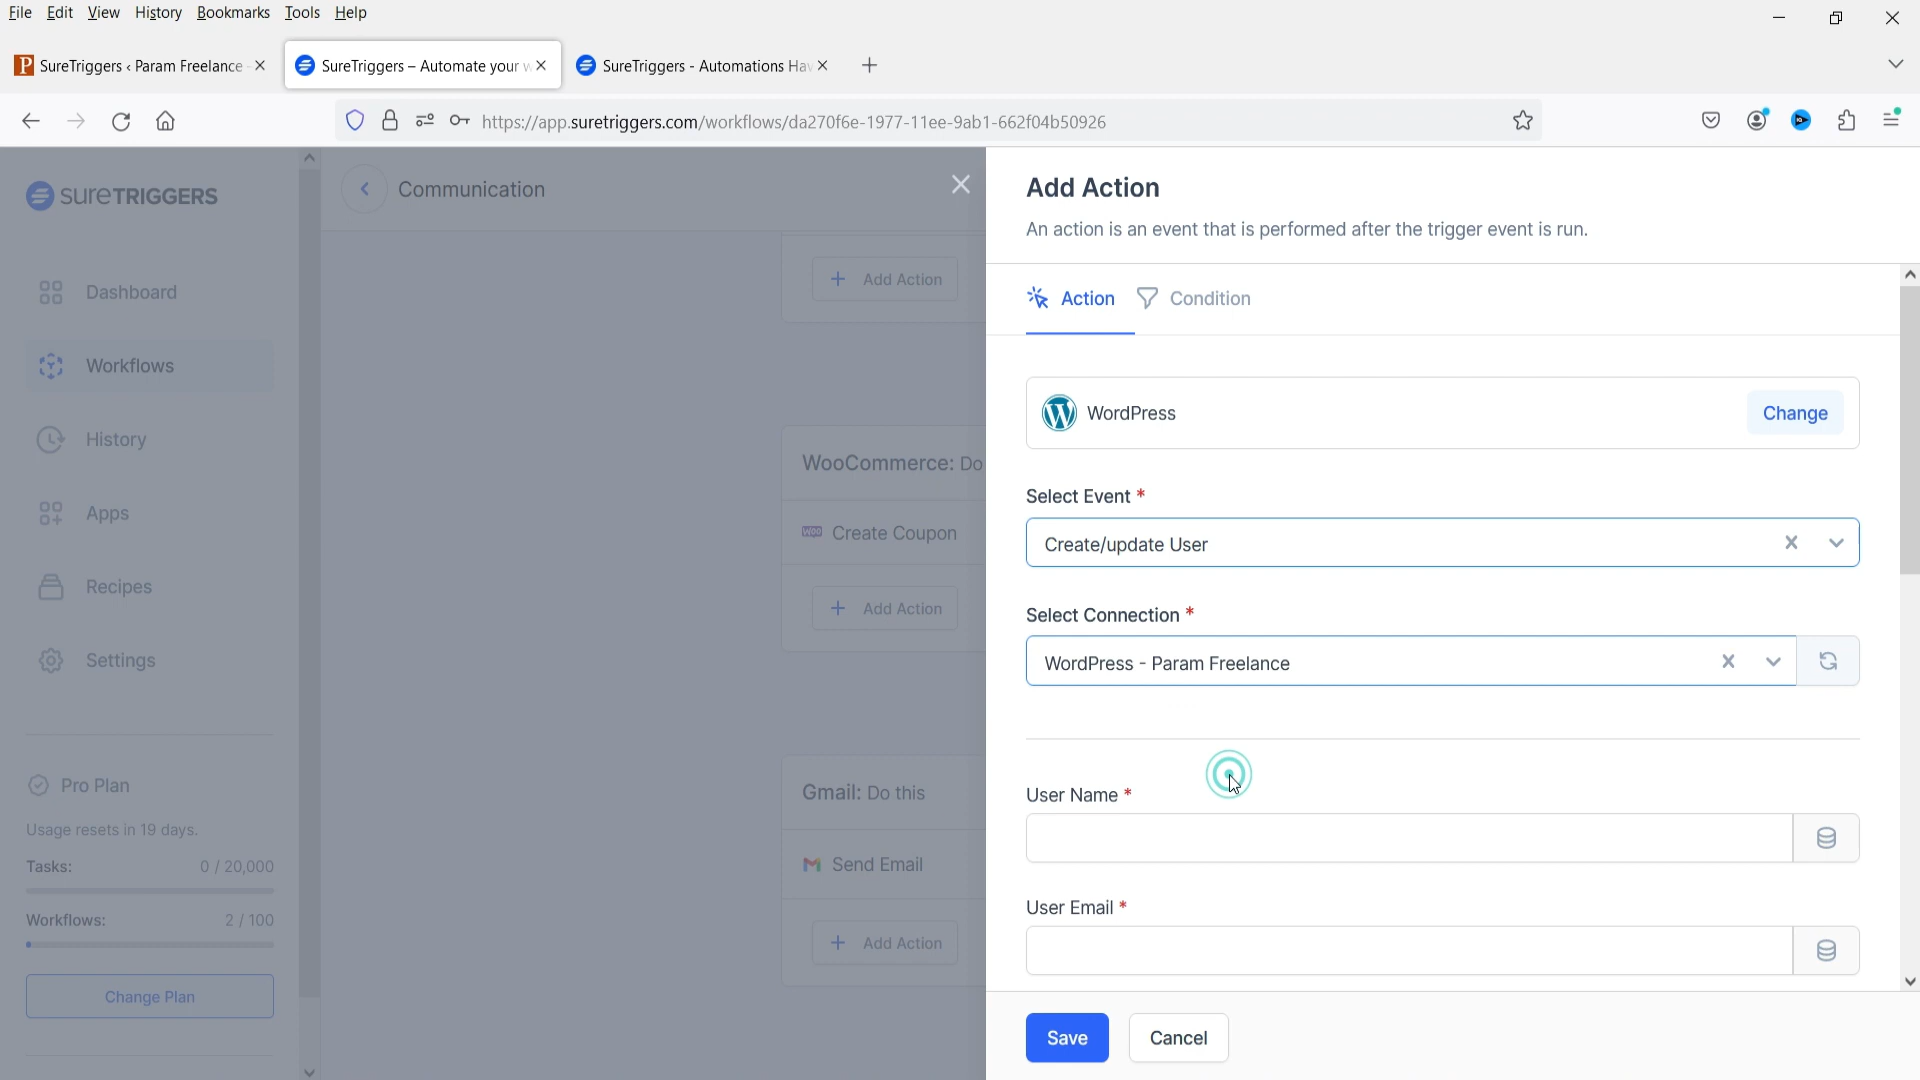 File Edit View History Bookmarks Tools Help
SureTriggers ‹ Param Freelance
SureTriggers – Automate your w
SureTriggers - Automations Hav
https://app.suretriggers.com/workflows/da270f6e-1977-11ee-9ab1-662f04b50926
SURETRIGGERS
Dashboard
Workflows
History
Apps
Recipes
Settings
Pro Plan
Usage resets in 19 days.
Tasks: 0 / 20,000
Workflows: 2 / 100
Change Plan
Communication
Add Action
WooCommerce: Do
Woo Create Coupon
Add Action
Gmail: Do this
Send Email
Add Action
Add Action
An action is an event that is performed after the trigger event is run.
Action Condition
WordPress Change
Select Event *
Create/update User
Select Connection *
WordPress - Param Freelance
User Name *
User Email *
Save Cancel